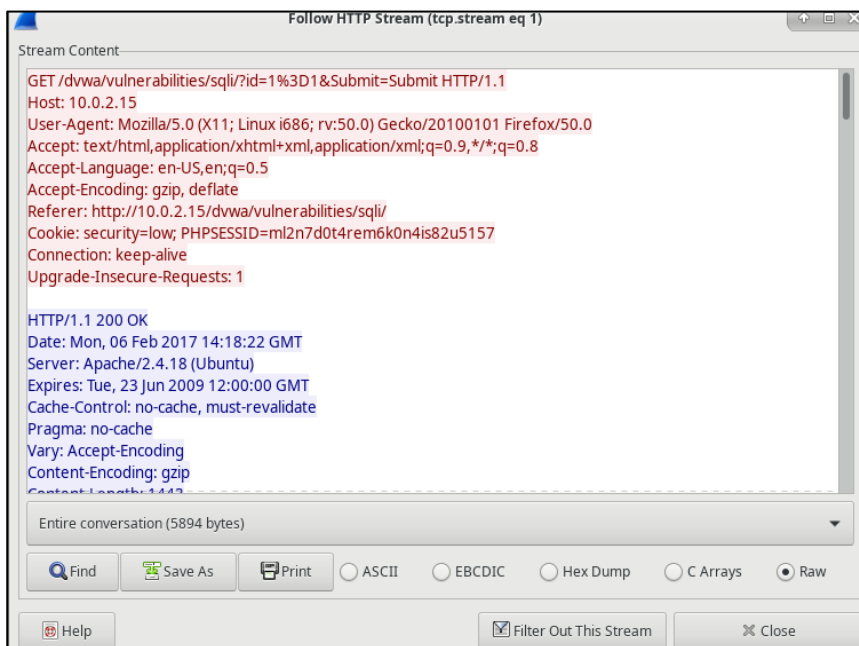 Follow HTTP Stream (tcp.stream eq 1)
Stream Content
GET /dvwa/vulnerabilities/sqli/?id=1%3D1&Submit=Submit HTTP/1.1
Host: 10.0.2.15
User-Agent: Mozilla/5.0 (X11; Linux i686; rv:50.0) Gecko/20100101 Firefox/50.0
Accept: text/html,application/xhtml+xml,application/xml;q=0.9,*/*;q=0.8
Accept-Language: en-US,en;q=0.5
Accept-Encoding: gzip, deflate
Referer: http://10.0.2.15/dvwa/vulnerabilities/sqli/
Cookie: security=low; PHPSESSID=ml2n7d0t4rem6k0n4is82u5157
Connection: keep-alive
Upgrade-Insecure-Requests: 1
HTTP/1.1 200 OK
Date: Mon, 06 Feb 2017 14:18:22 GMT
Server: Apache/2.4.18 (Ubuntu)
Expires: Tue, 23 Jun 2009 12:00:00 GMT
Cache-Control: no-cache, must-revalidate
Pragma: no-cache
Vary: Accept-Encoding
Content-Encoding: gzip
Content-Length: 1443
Entire conversation (5894 bytes)
Find Save As Print ASCII EBCDIC Hex Dump C Arrays Raw
Help Filter Out This Stream Close